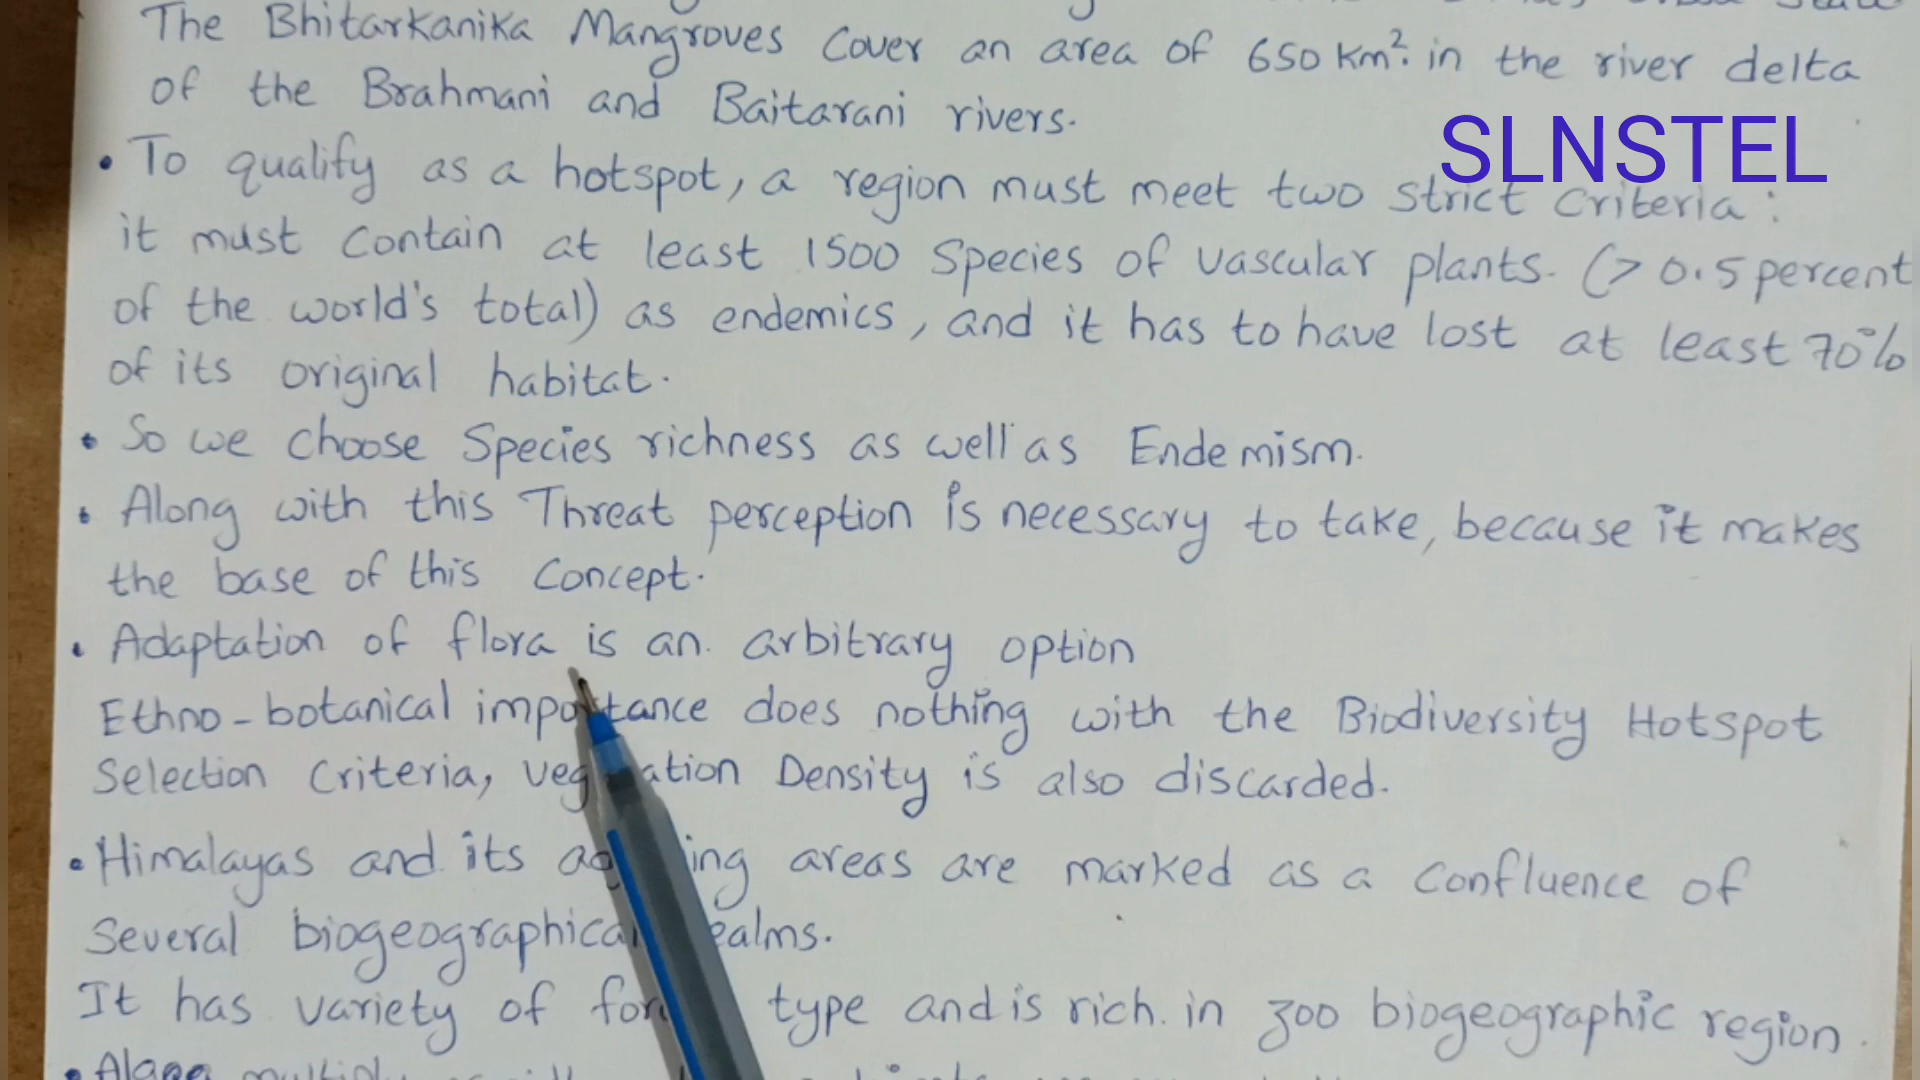 The Bhitarkanika Mangroves cover an area of 650 km². in the river delta
of the Brahmani and Baitarani rivers.
SLNSTEL
• To qualify as a hotspot, a region must meet two strict criteria:
it must contain at least 1500 Species of vascular plants. (> 0.5 percent
of the world's total) as endemics, and it has to have lost at least 70%
of its original habitat.
• So we choose Species richness as well as Endemism.
• Along with this Threat perception is necessary to take, because it makes
the base of this concept.
• Adaptation of flora is an arbitrary option
Ethno-botanical importance does nothing with the Biodiversity Hotspot
Selection Criteria, Density is also discarded.
• Himalayas and its areas are marked as a confluence of
Several biogeographical
It has variety of type and is rich in zoo biogeographic region.